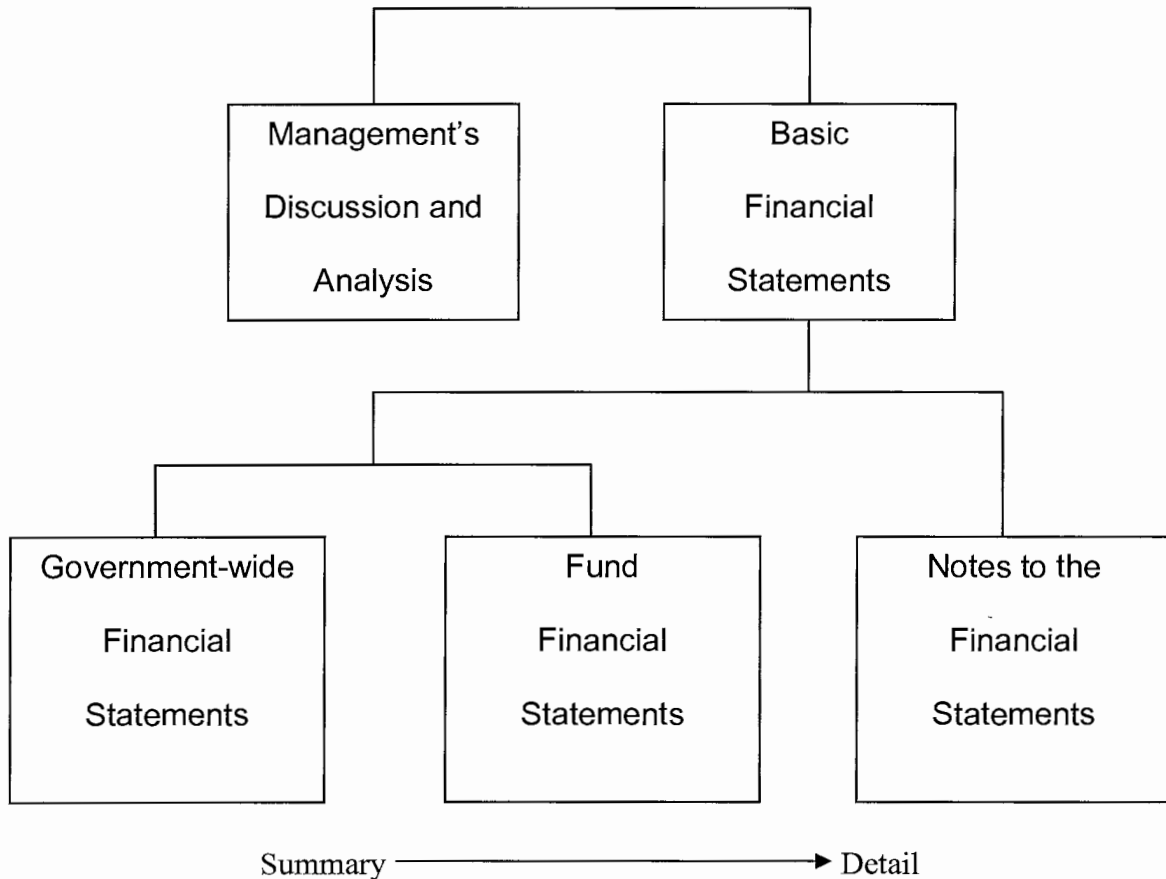 Management's
Discussion and
Analysis
Basic
Financial
Statements
Government-wide
Financial
Statements
Fund
Financial
Statements
Notes to the
Financial
Statements
Summary
Detail